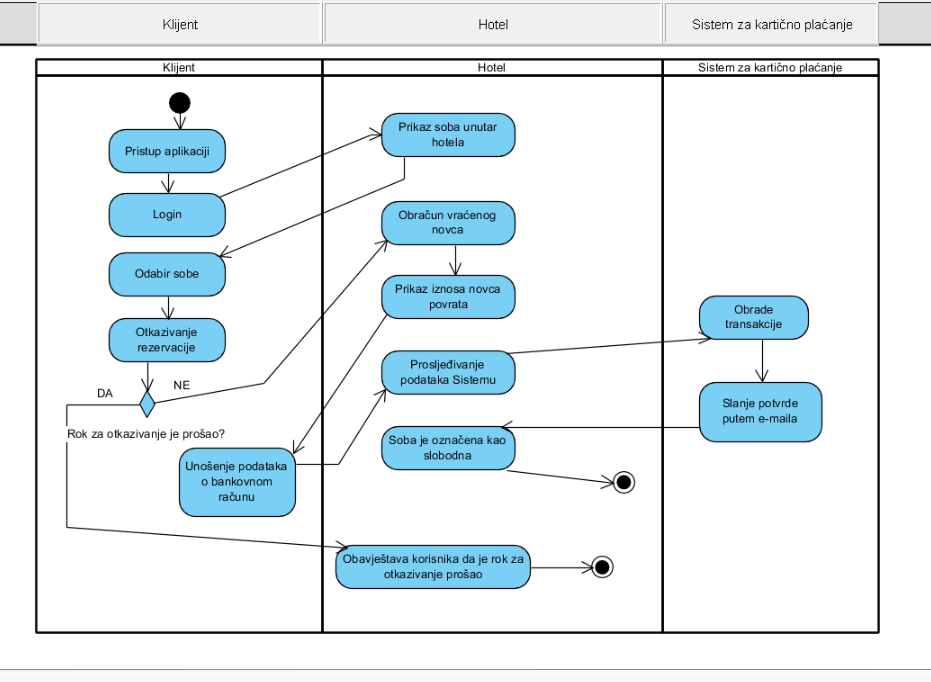 Klijent
Hotel
Sistem za kartično plaćanje
Klijent
Hotel
Sistem za kartično plaćanje
Pristup aplikaciji
Login
Prikaz soba unutar
hotela
Odabir sobe
Otkazivanje
rezervacije
DA
NE
Rok za otkazivanje je prošao?
Obračun vraćenog
novca
Prikaz iznosa novca
povrata
Unošenje podataka
o bankovnom
računu
Prosljeđivanje
podataka Sistemu
Obrade
transakcije
Slanje potvrde
putem e-maila
Soba je označena kao
slobodna
Obavještava korisnika da je rok za
otkazivanje prošao